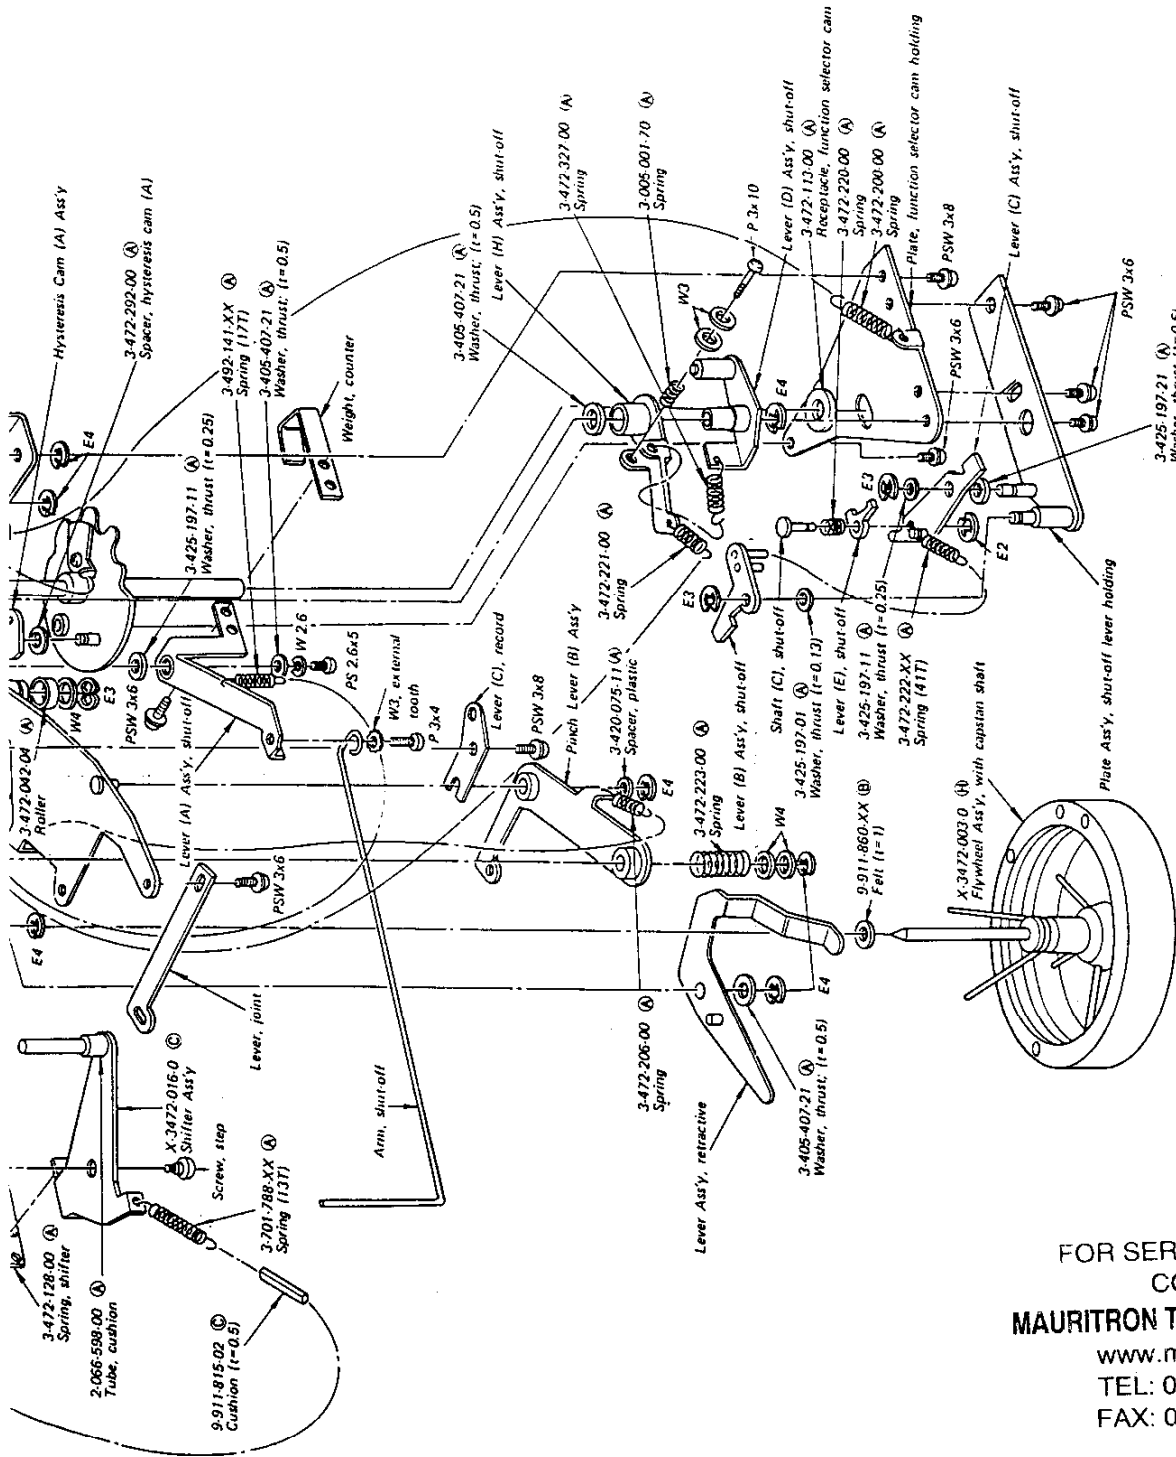 Hysteresis Cam (A) Ass'y
3-472-292-00 Ⓐ
Spacer, hysteresis cam (A)
E4
3-492-141-XX Ⓐ
Spring (17T)
3-405-407-21 Ⓐ
Washer, thrust; (t=0.5)
3-425-197-11 Ⓐ
Washer, thrust (t=0.25)
Weight, counter
3-405-407-21 Ⓐ
Washer, thrust; (t=0.5)
Lever (H) Ass'y, shut-off
3-472-327-00 (A)
Spring
3-005-001-70 Ⓐ
Spring
W3
P 3x10
Lever (D) Ass'y, shut-off
3-472-113-00 Ⓐ
Receptacle, function selector cam
3-472-220-00 Ⓐ
Spring
3-472-200-00 Ⓐ
Spring
Plate, function selector cam holding
PSW 3x8
Lever (C) Ass'y, shut-off
PSW 3x6
PSW 3x6
E4
E3
E2
3-425-197-21 Ⓐ
3-472-042-04 Ⓐ
Roller
W4
E3
PSW 3x6
Lever (A) Ass'y, shut-off
W 2.6
PS 2.6x5
W3, external
tooth
P 3x4
Lever (C), record
PSW 3x8
Pinch Lever (B) Ass'y
3-472-221-00 Ⓐ
Spring
3-420-075-11 (A)
Spacer, plastic
E4
E3
3-472-223-00 Ⓐ
Spring
Lever (B) Ass'y, shut-off
W4
3-425-197-01 Ⓐ
Washer, thrust (t=0.13)
Shaft (C), shut-off
Lever (E), shut-off
3-425-197-11 Ⓐ
Washer, thrust (t=0.25)
3-472-222-XX Ⓐ
Spring (41T)
9-911-860-XX Ⓑ
Felt (t=1)
X-3472-003-0 Ⓗ
Flywheel Ass'y, with capstan shaft
Plate Ass'y, shut-off lever holding
E4
PSW 3x6
Lever, joint
X-3472-016-0 Ⓒ
Shifter Ass'y
Screw, step
Arm, shut-off
3-472-206-00 Ⓐ
Spring
Lever Ass'y, retractive
E4
3-405-407-21 Ⓐ
Washer, thrust; (t=0.5)
3-472-128-00 Ⓐ
Spring, shifter
2-066-598-00 Ⓐ
Tube, cushion
3-701-788-XX Ⓐ
Spring (13T)
9-911-815-02 Ⓒ
Cushion (t=0.5)
FOR SER
CO
MAURITRON T
www.m
TEL: 0
FAX: 0